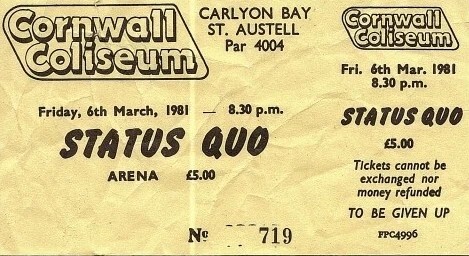 Cornwall
Coliseum
CARLYON BAY
ST. AUSTELL
Par 4004
Friday, 6th March, 1981 — 8.30 p.m.
STATUS QUO
ARENA £5.00
Nº 719
Cornwall
Coliseum
Fri. 6th Mar. 1981
8.30 p.m.
STATUS QUO
£5.00
Tickets cannot be
exchanged nor
money refunded
TO BE GIVEN UP
FPC4996